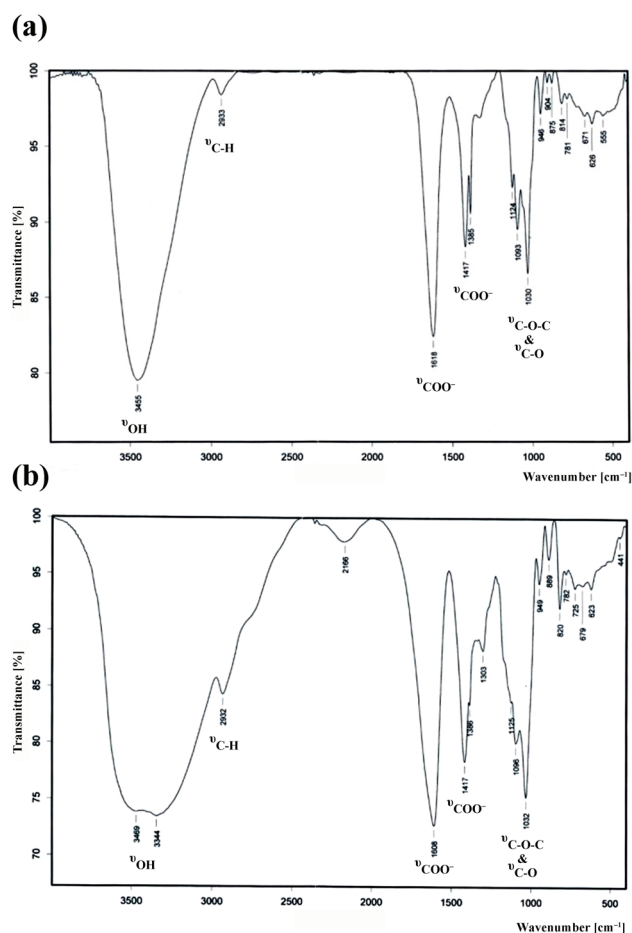 (a)
Transmittance [%]
100
95
90
85
80
3455
υOH
2933
υC-H
1618
υCOO⁻
1417
1385
υCOO⁻
1124
1093
1030
υC-O-C
&
υC-O
946
904
875
814
781
671
626
555
3500 3000 2500 2000 1500 1000 500
Wavenumber [cm⁻¹]
(b)
Transmittance [%]
100
95
90
85
80
75
70
3469
3344
υOH
2932
υC-H
2166
1608
υCOO⁻
1417
1386
υCOO⁻
1303
1125
1096
1032
υC-O-C
&
υC-O
949
889
820
782
725
679
623
441
3500 3000 2500 2000 1500 1000 500
Wavenumber [cm⁻¹]